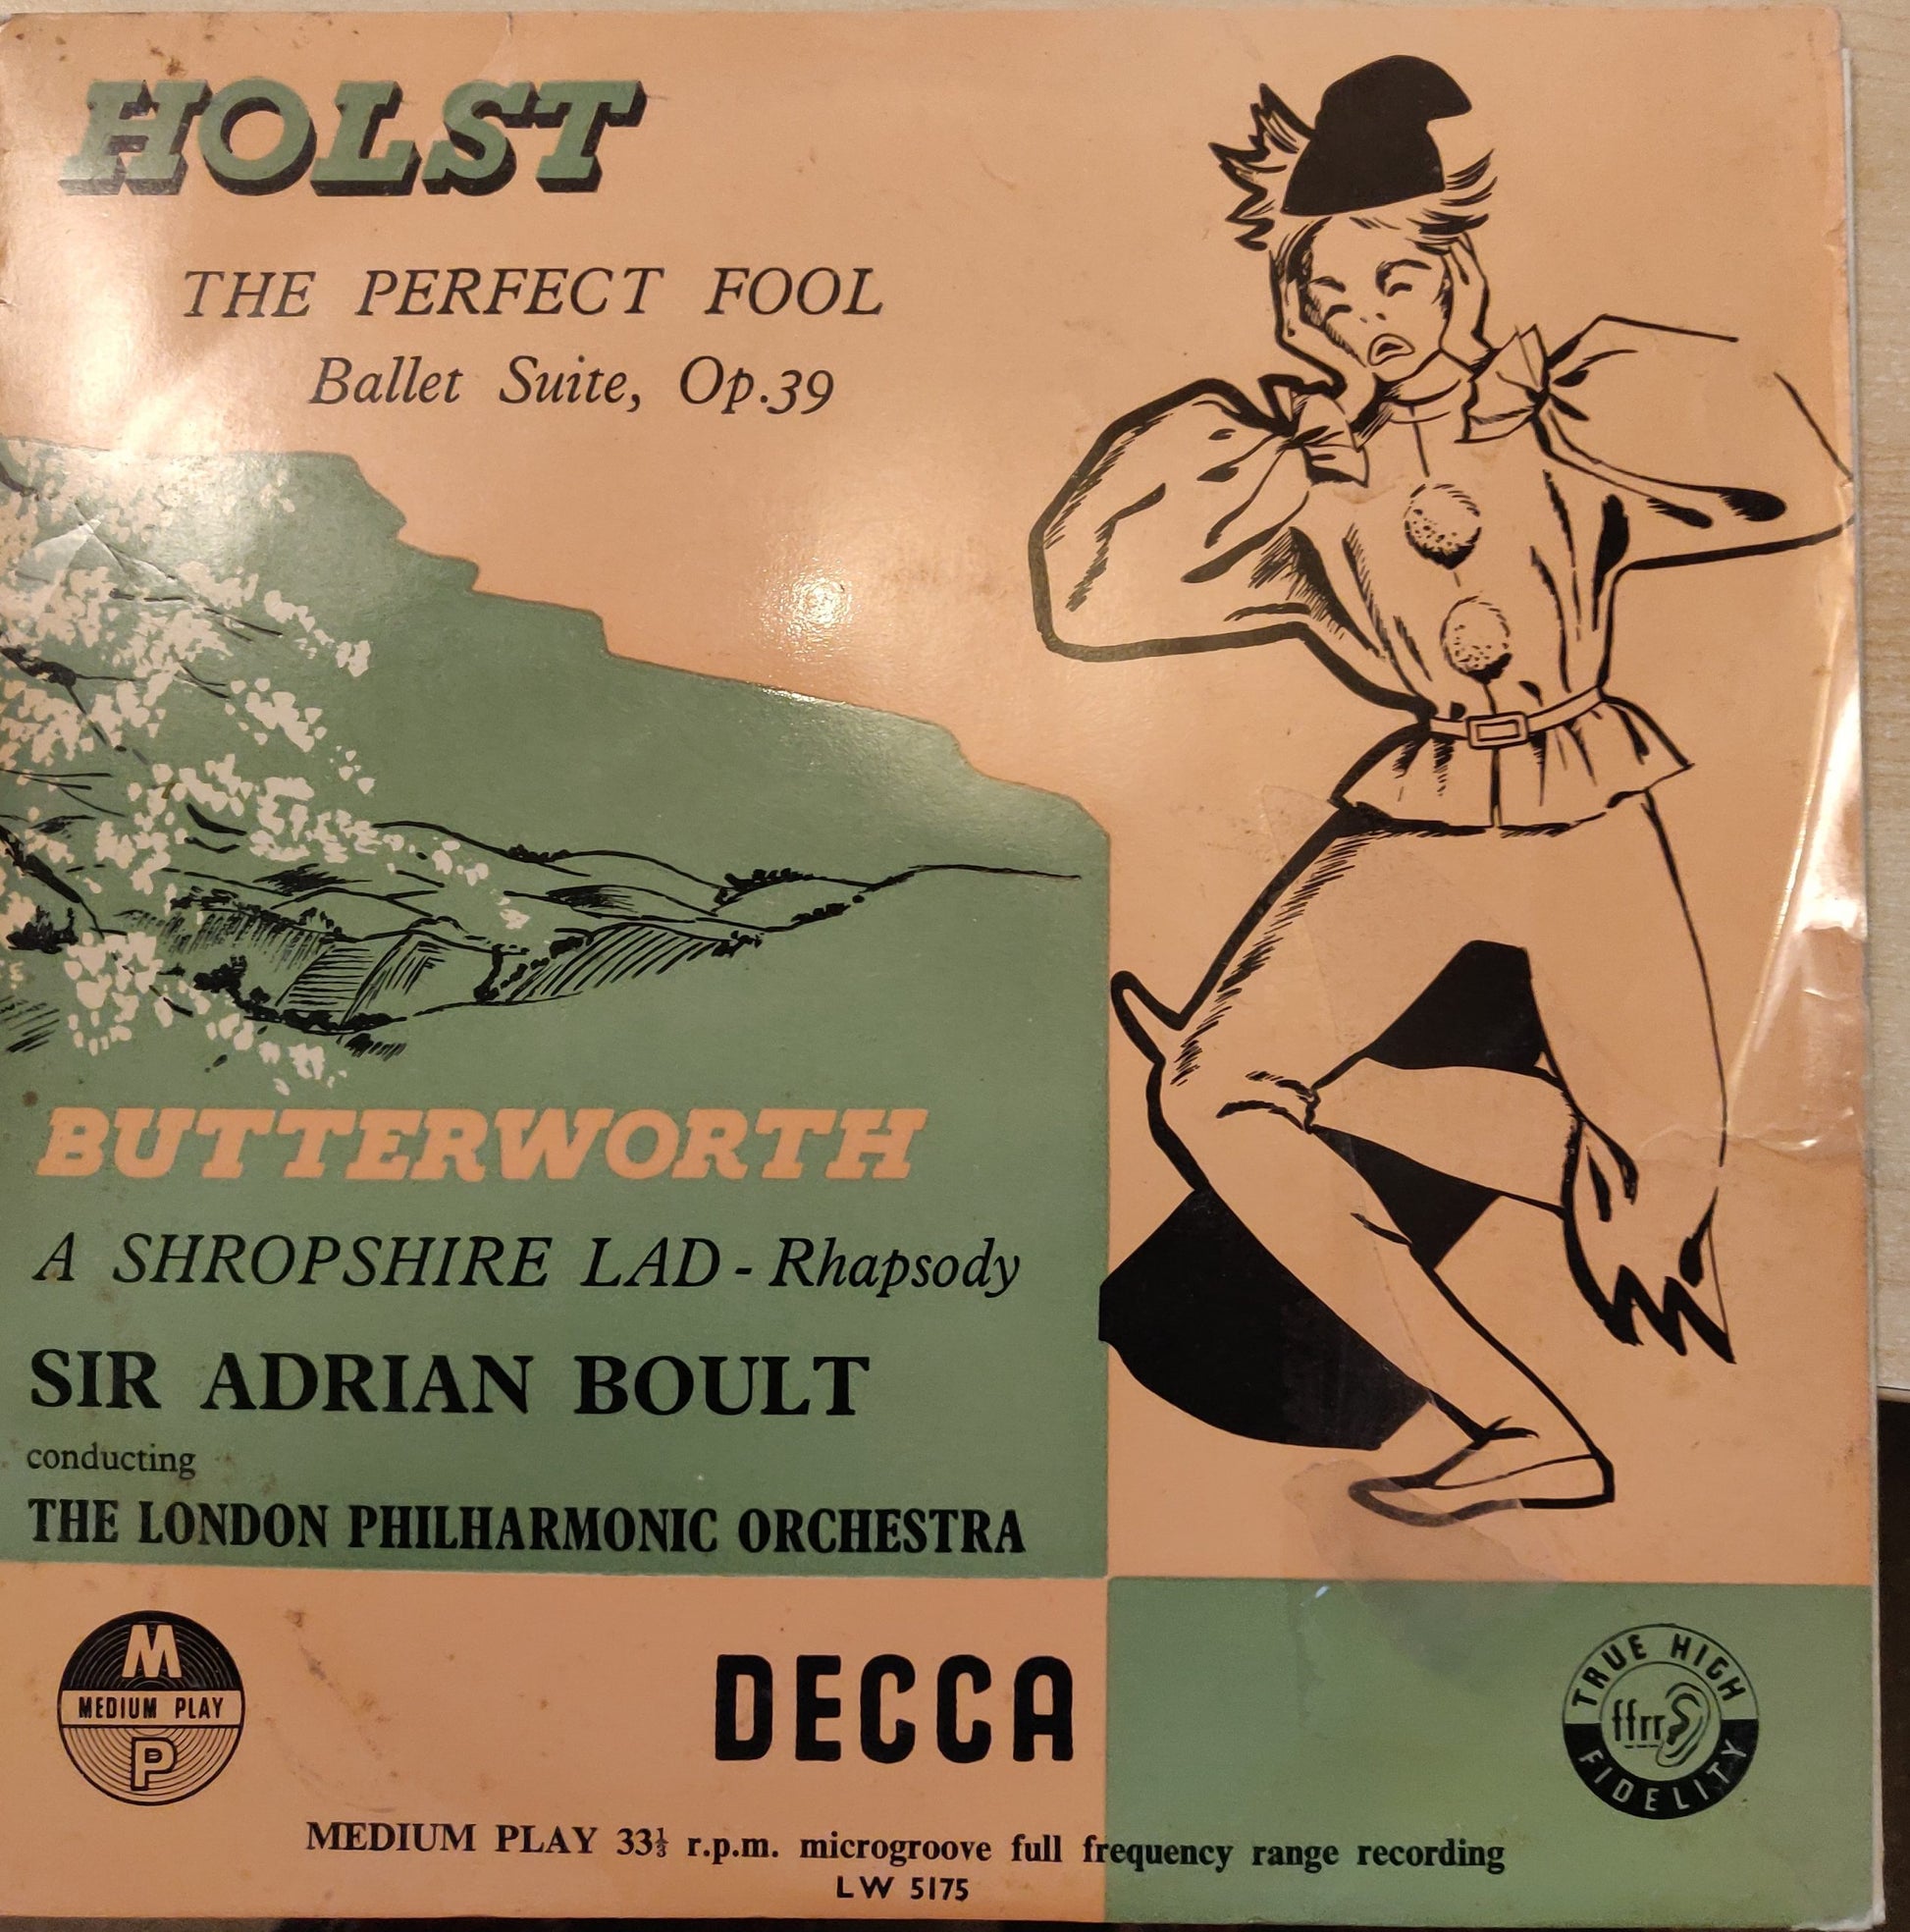 HOLST
THE PERFECT FOOL
Ballet Suite, Op.39
BUTTERWORTH
A SHROPSHIRE LAD - Rhapsody
SIR ADRIAN BOULT
conducting
THE LONDON PHILHARMONIC ORCHESTRA
M
MEDIUM PLAY
P
DECCA
TRUE HIGH
ffrr
FIDELITY
MEDIUM PLAY 33⅓ r.p.m. microgroove full frequency range recording
LW 5175